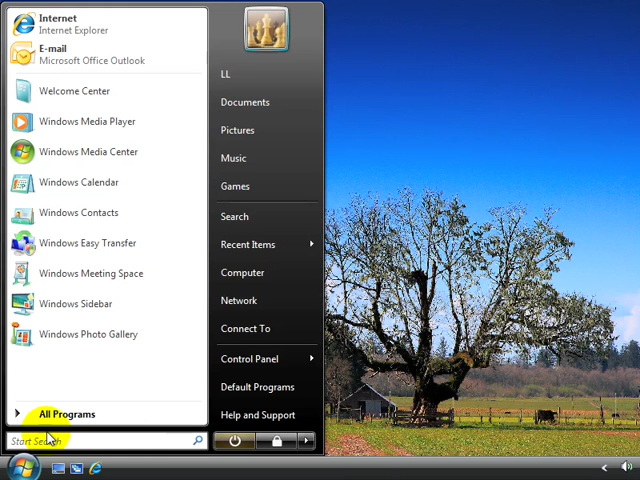 Internet
Internet Explorer
E-mail
Microsoft Office Outlook
Welcome Center
Windows Media Player
Windows Media Center
Windows Calendar
Windows Contacts
Windows Easy Transfer
Windows Meeting Space
Windows Sidebar
Windows Photo Gallery
All Programs
Start Search
LL
Documents
Pictures
Music
Games
Search
Recent Items
Computer
Network
Connect To
Control Panel
Default Programs
Help and Support